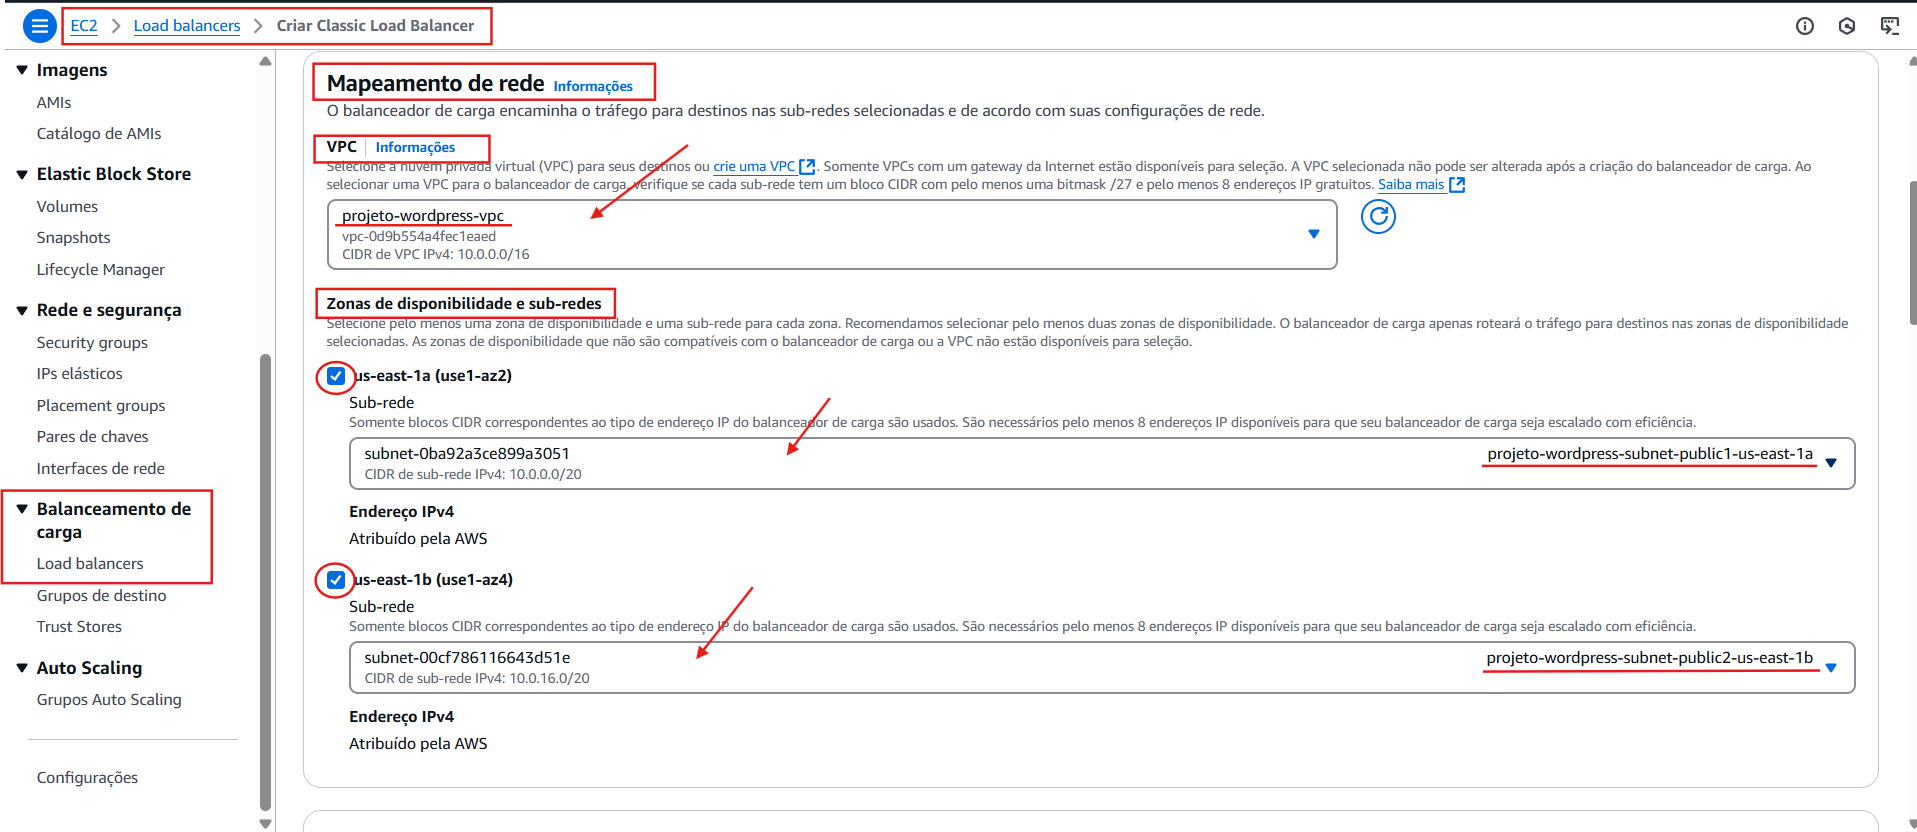 EC2 > Load balancers > Criar Classic Load Balancer
Imagens
AMIs
Catálogo de AMIs
Elastic Block Store
Volumes
Snapshots
Lifecycle Manager
Rede e segurança
Security groups
IPs elásticos
Placement groups
Pares de chaves
Interfaces de rede
Balanceamento de
carga
Load balancers
Grupos de destino
Trust Stores
Auto Scaling
Grupos Auto Scaling
Configurações
Mapeamento de rede Informações
O balanceador de carga encaminha o tráfego para destinos nas sub-redes selecionadas e de acordo com suas configurações de rede.
VPC | Informações
Selecione a nuvem privada virtual (VPC) para seus destinos ou crie uma VPC. Somente VPCs com um gateway da Internet estão disponíveis para seleção. A VPC selecionada não pode ser alterada após a criação do balanceador de carga. Ao
selecionar uma VPC para o balanceador de carga, verifique se cada sub-rede tem um bloco CIDR com pelo menos uma bitmask /27 e pelo menos 8 endereços IP gratuitos. Saiba mais
projeto-wordpress-vpc
vpc-0d9b554a4fec1eaed
CIDR de VPC IPv4: 10.0.0.0/16
Zonas de disponibilidade e sub-redes
Selecione pelo menos uma zona de disponibilidade e uma sub-rede para cada zona. Recomendamos selecionar pelo menos duas zonas de disponibilidade. O balanceador de carga apenas roteará o tráfego para destinos nas zonas de disponibilidade
selecionadas. As zonas de disponibilidade que não são compatíveis com o balanceador de carga ou a VPC não estão disponíveis para seleção.
us-east-1a (use1-az2)
Sub-rede
Somente blocos CIDR correspondentes ao tipo de endereço IP do balanceador de carga são usados. São necessários pelo menos 8 endereços IP disponíveis para que seu balanceador de carga seja escalado com eficiência.
subnet-0ba92a3ce899a3051 projeto-wordpress-subnet-public1-us-east-1a
CIDR de sub-rede IPv4: 10.0.0.0/20
Endereço IPv4
Atribuído pela AWS
us-east-1b (use1-az4)
Sub-rede
Somente blocos CIDR correspondentes ao tipo de endereço IP do balanceador de carga são usados. São necessários pelo menos 8 endereços IP disponíveis para que seu balanceador de carga seja escalado com eficiência.
subnet-00cf786116643d51e projeto-wordpress-subnet-public2-us-east-1b
CIDR de sub-rede IPv4: 10.0.16.0/20
Endereço IPv4
Atribuído pela AWS